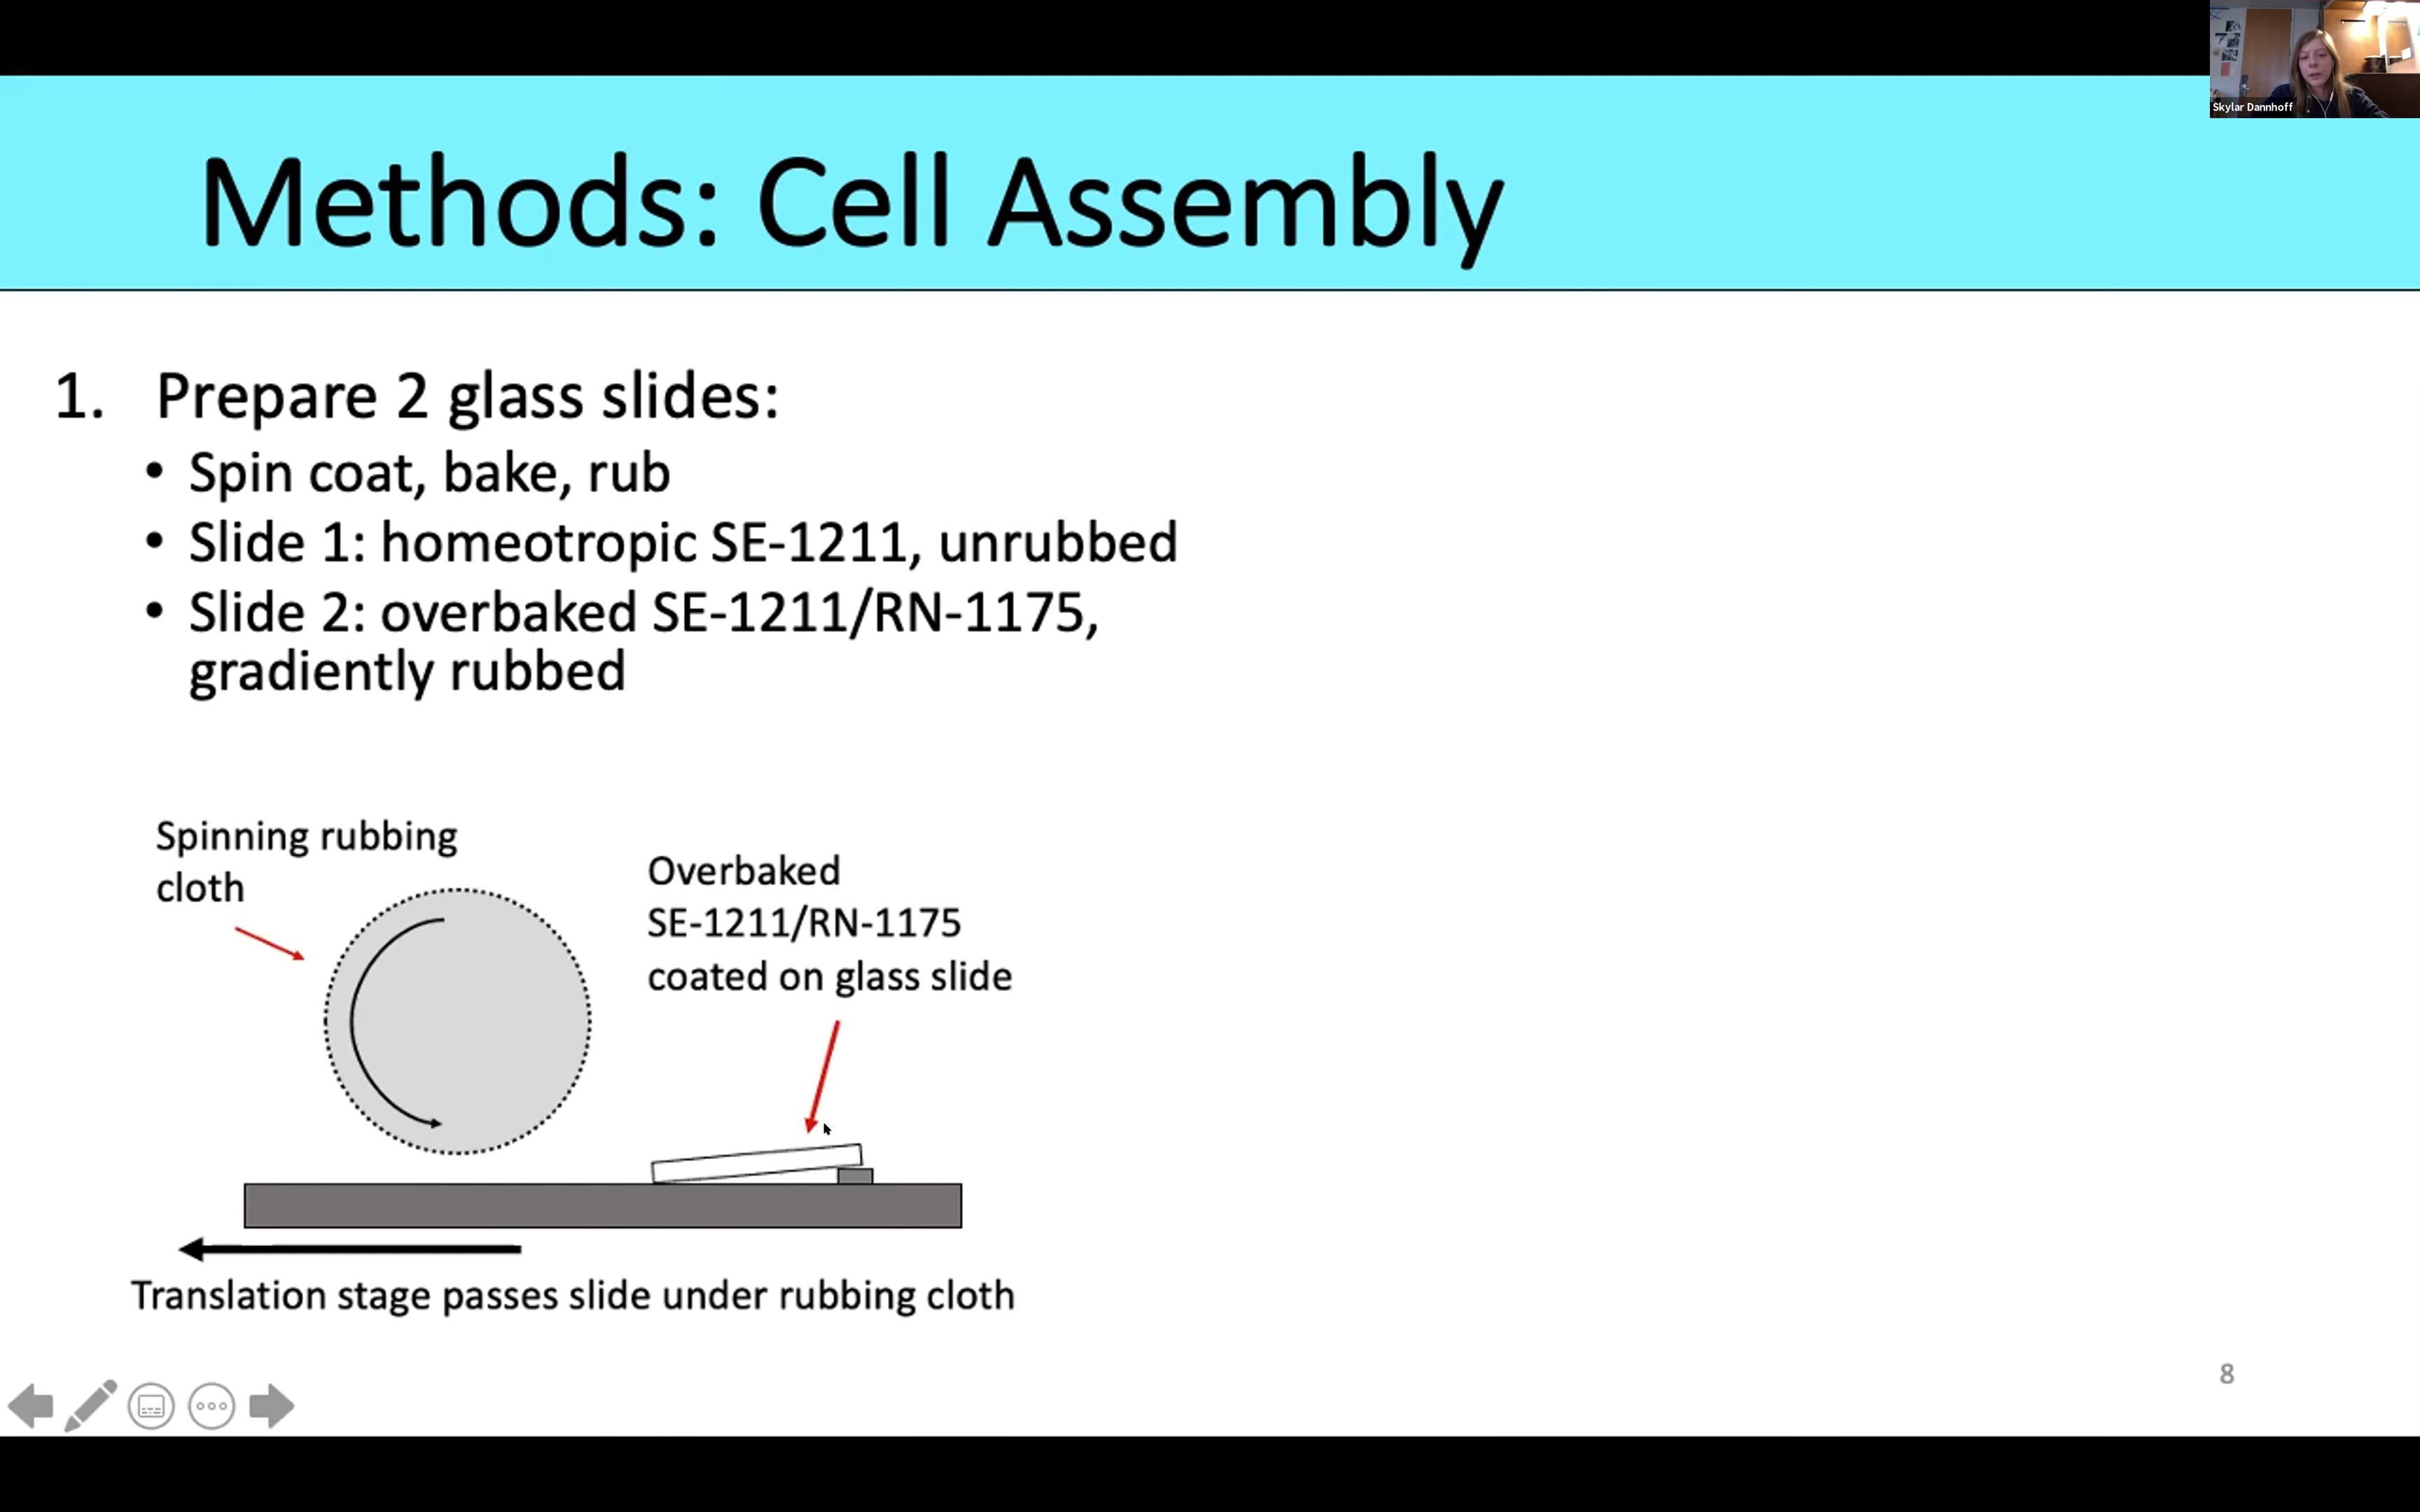 Skylar Dannhoff
Methods: Cell Assembly
1. Prepare 2 glass slides:
• Spin coat, bake, rub
• Slide 1: homeotropic SE-1211, unrubbed
• Slide 2: overbaked SE-1211/RN-1175,
gradiently rubbed
Spinning rubbing
cloth
Overbaked
SE-1211/RN-1175
coated on glass slide
Translation stage passes slide under rubbing cloth
8